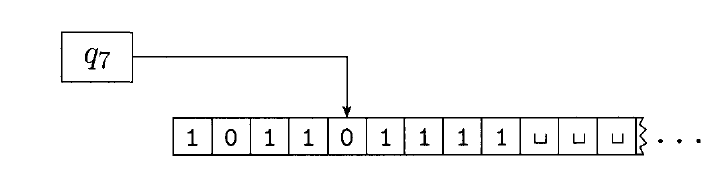 q₇
1 0 1 1 0 1 1 1 1 ␣ ␣ ␣ ...